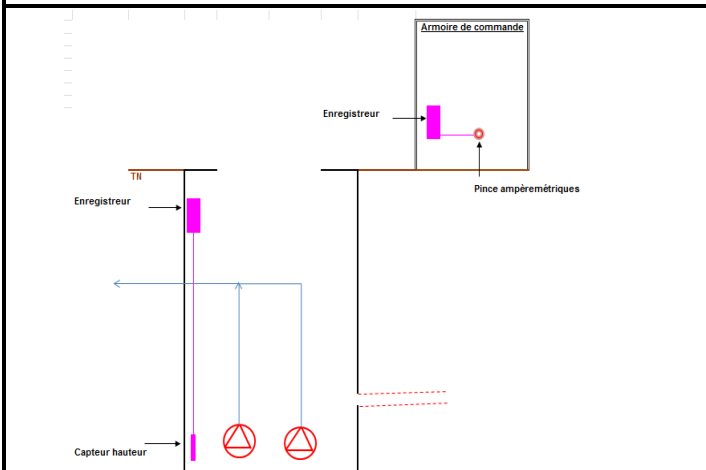 Armoire de commande
Enregistreur
TN
Pince ampèremétriques
Enregistreur
Capteur hauteur